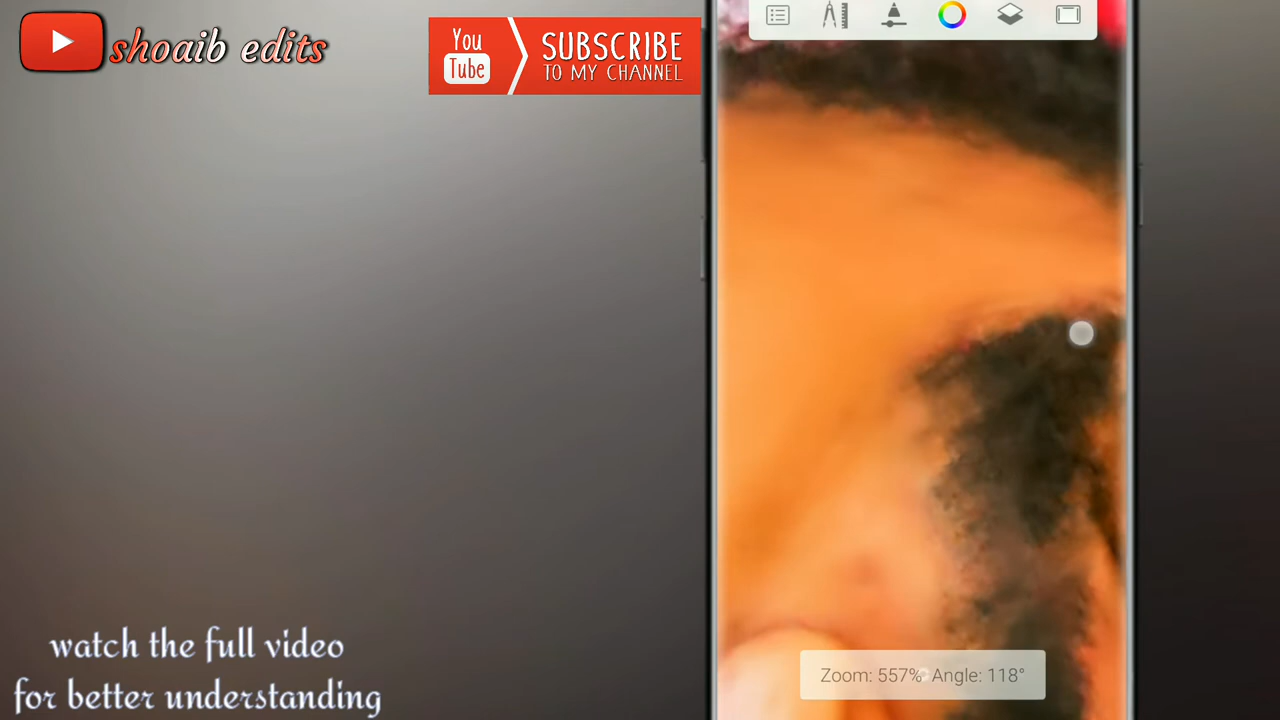 shoaib edits
You
Tube
SUBSCRIBE
TO MY CHANNEL
watch the full video
for better understanding
Zoom: 557% Angle: 118°